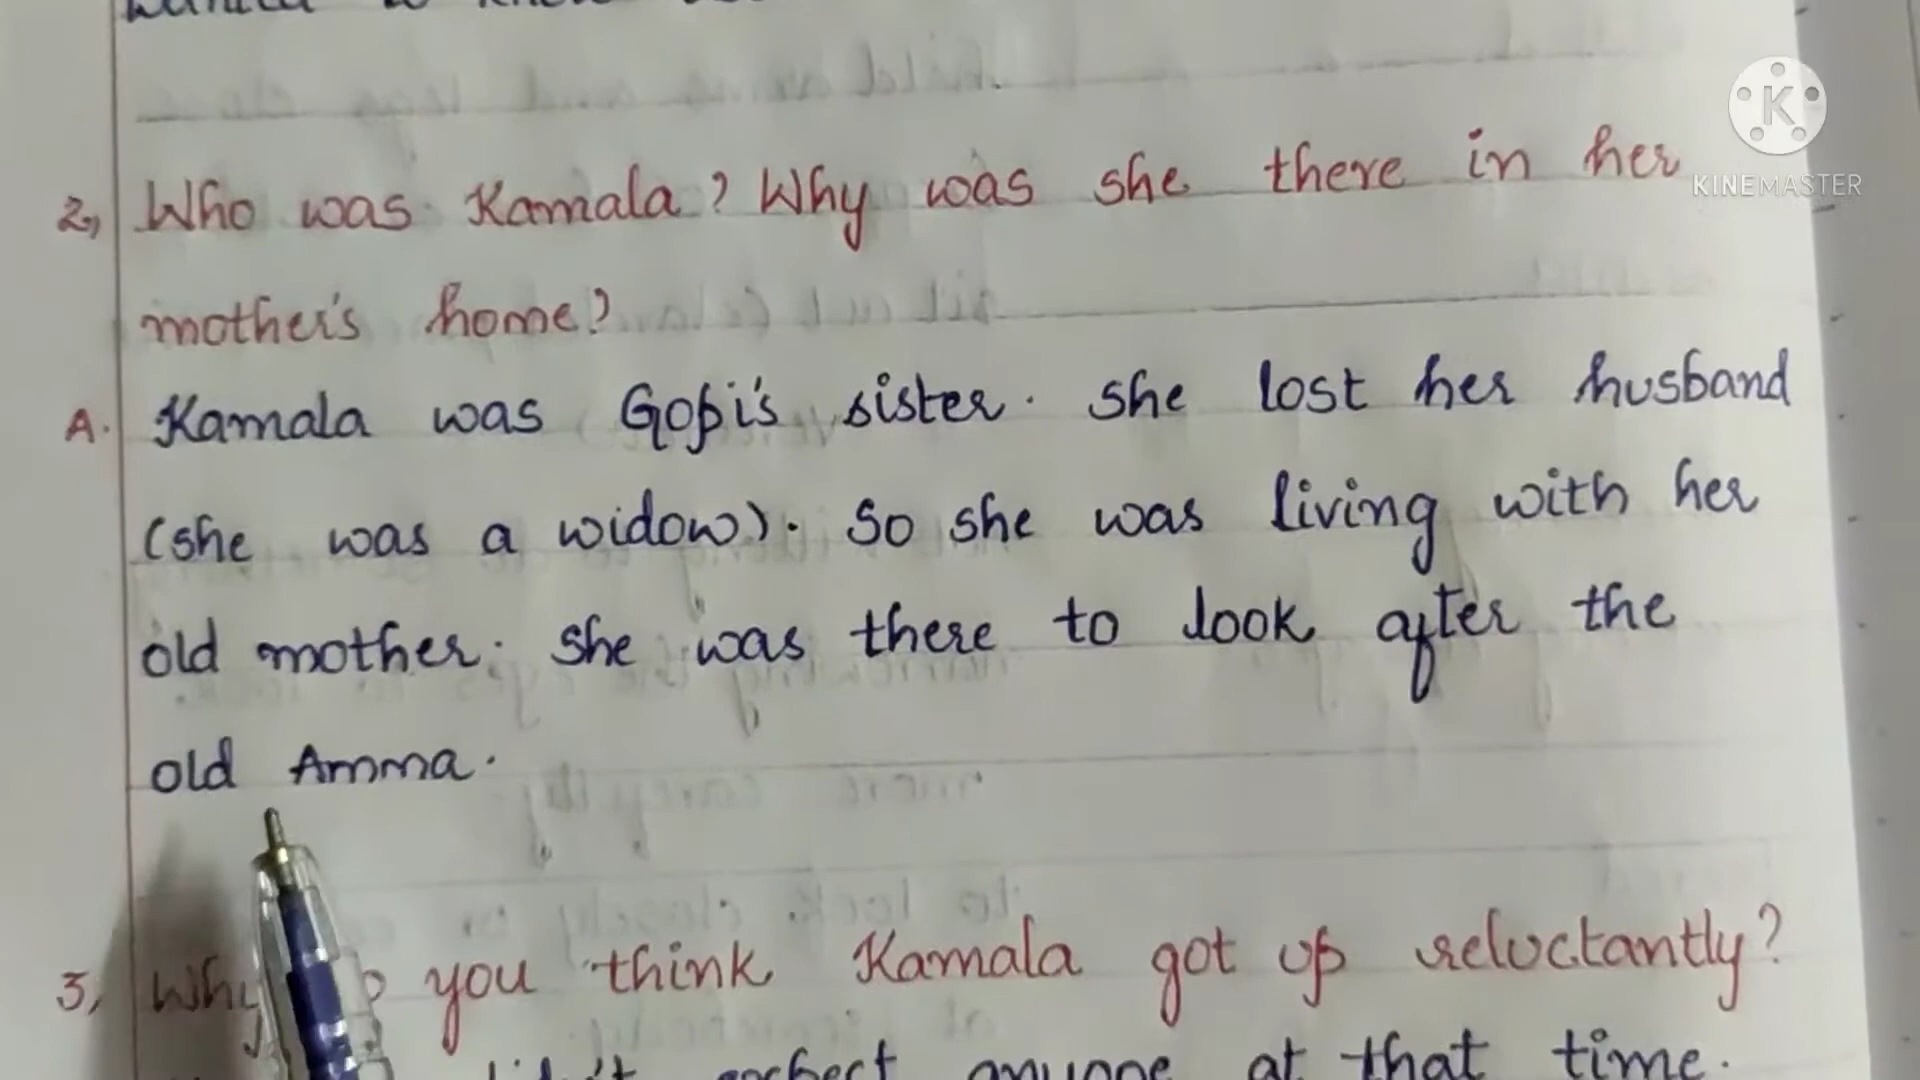 2, Who was Kamala? Why was she there in her
mother's home?
A. Kamala was Gopi's sister. She lost her husband
(she was a widow). So she was living with her
old mother. She was there to look after the
old Amma.
3, Why you think Kamala got up reluctantly?
anyone at that time.
KINEMASTER